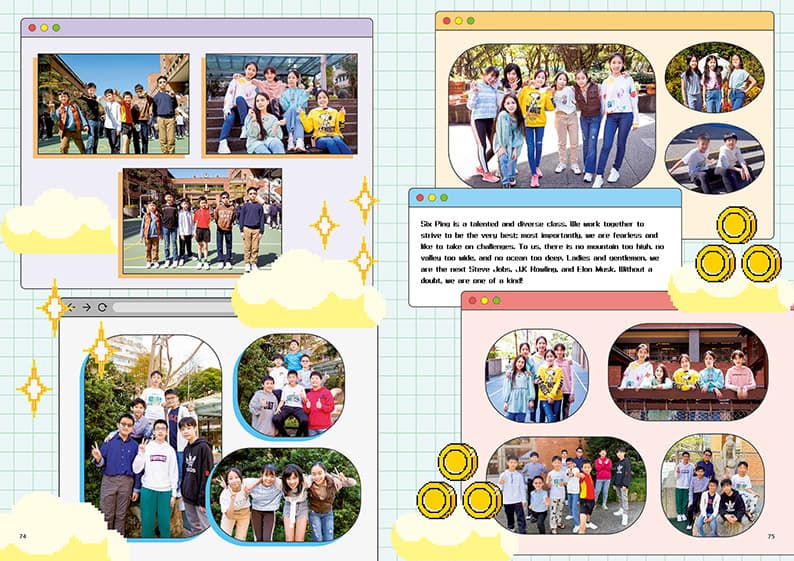 Six Ping is a talented and diverse class. We work together to
strive to be the very best; most importantly, we are fearless and
like to take on challenges. To us, there is no mountain too high, no
valley too wide, and no ocean too deep. Ladies and gentlemen, we
are the next Steve Jobs, J.K Rowling, and Elon Musk. Without a
doubt, we are one of a kind!
74
75